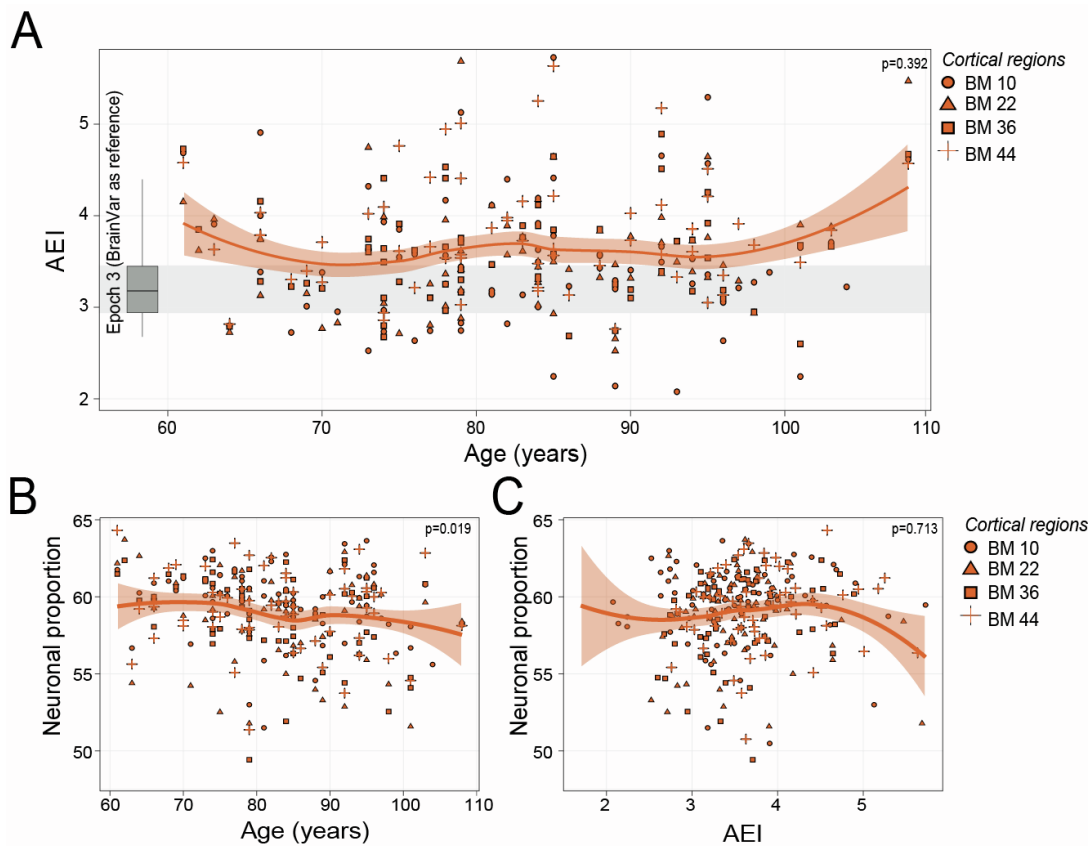 A
p=0.392
Cortical regions
BM 10
BM 22
BM 36
BM 44
AEI
Epoch 3 (BrainVar as reference)
5
4
3
2
60 70 80 90 100 110
Age (years)
B
p=0.019
Neuronal proportion
65
60
55
50
60 70 80 90 100 110
Age (years)
C
p=0.713
Neuronal proportion
65
60
55
50
2 3 4 5
AEI
Cortical regions
BM 10
BM 22
BM 36
BM 44